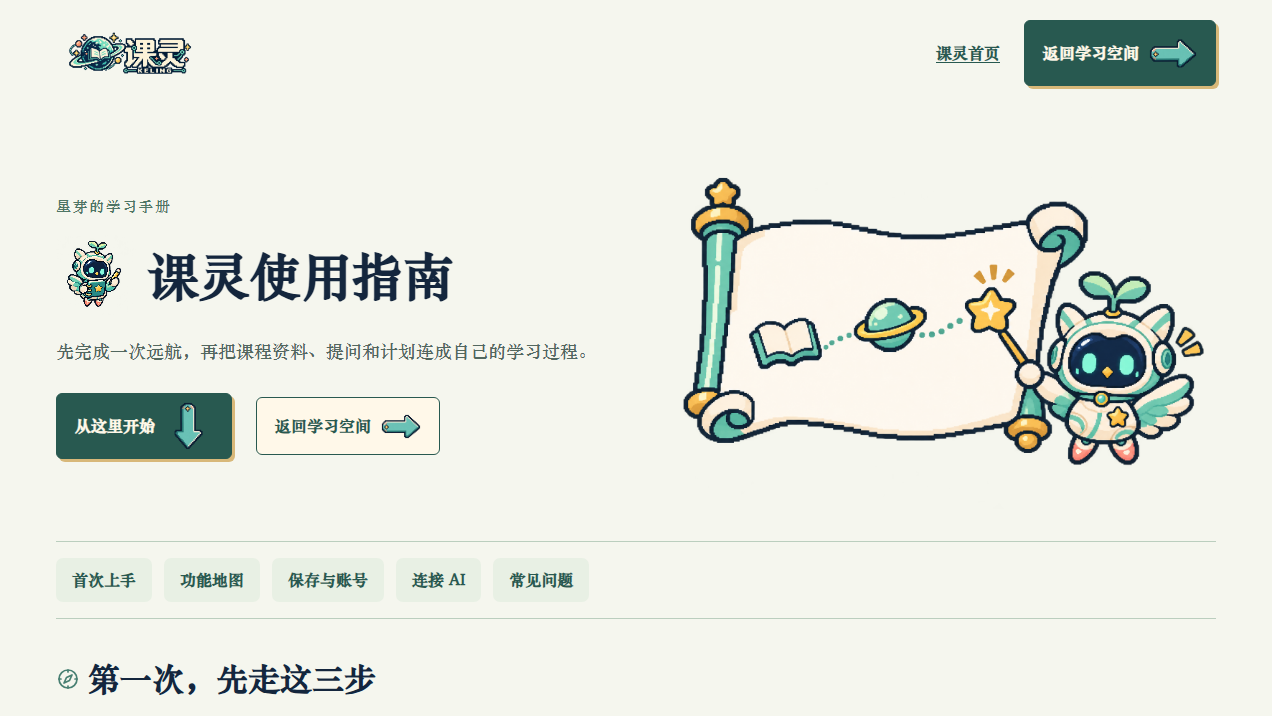 课灵
KELING
课灵首页
返回学习空间
星芽的学习手册
课灵使用指南
先完成一次远航，再把课程资料、提问和计划连成自己的学习过程。
从这里开始
返回学习空间
首次上手
功能地图
保存与账号
连接 AI
常见问题
第一次，先走这三步